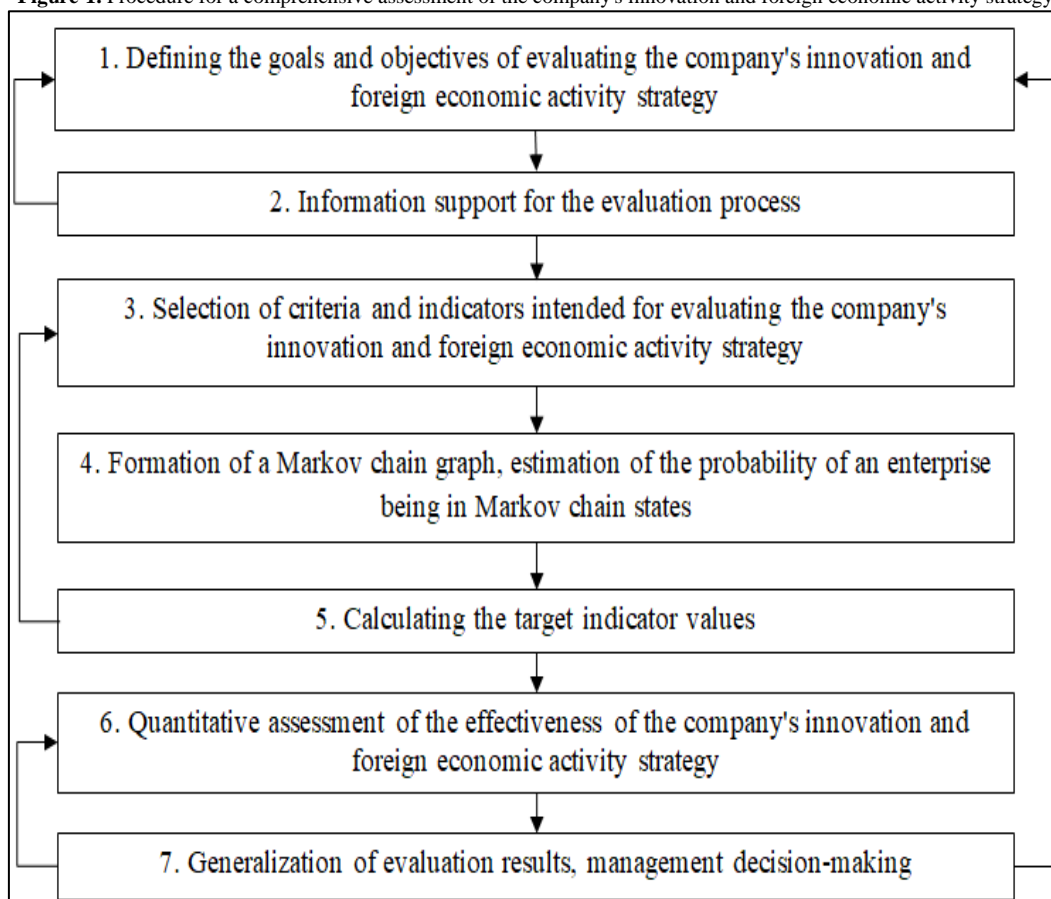 Figure 1. Procedure for a comprehensive assessment of the company's innovation and foreign economic activity strategy
1. Defining the goals and objectives of evaluating the company's innovation and
foreign economic activity strategy
2. Information support for the evaluation process
3. Selection of criteria and indicators intended for evaluating the company's
innovation and foreign economic activity strategy
4. Formation of a Markov chain graph, estimation of the probability of an enterprise
being in Markov chain states
5. Calculating the target indicator values
6. Quantitative assessment of the effectiveness of the company's innovation and
foreign economic activity strategy
7. Generalization of evaluation results, management decision-making